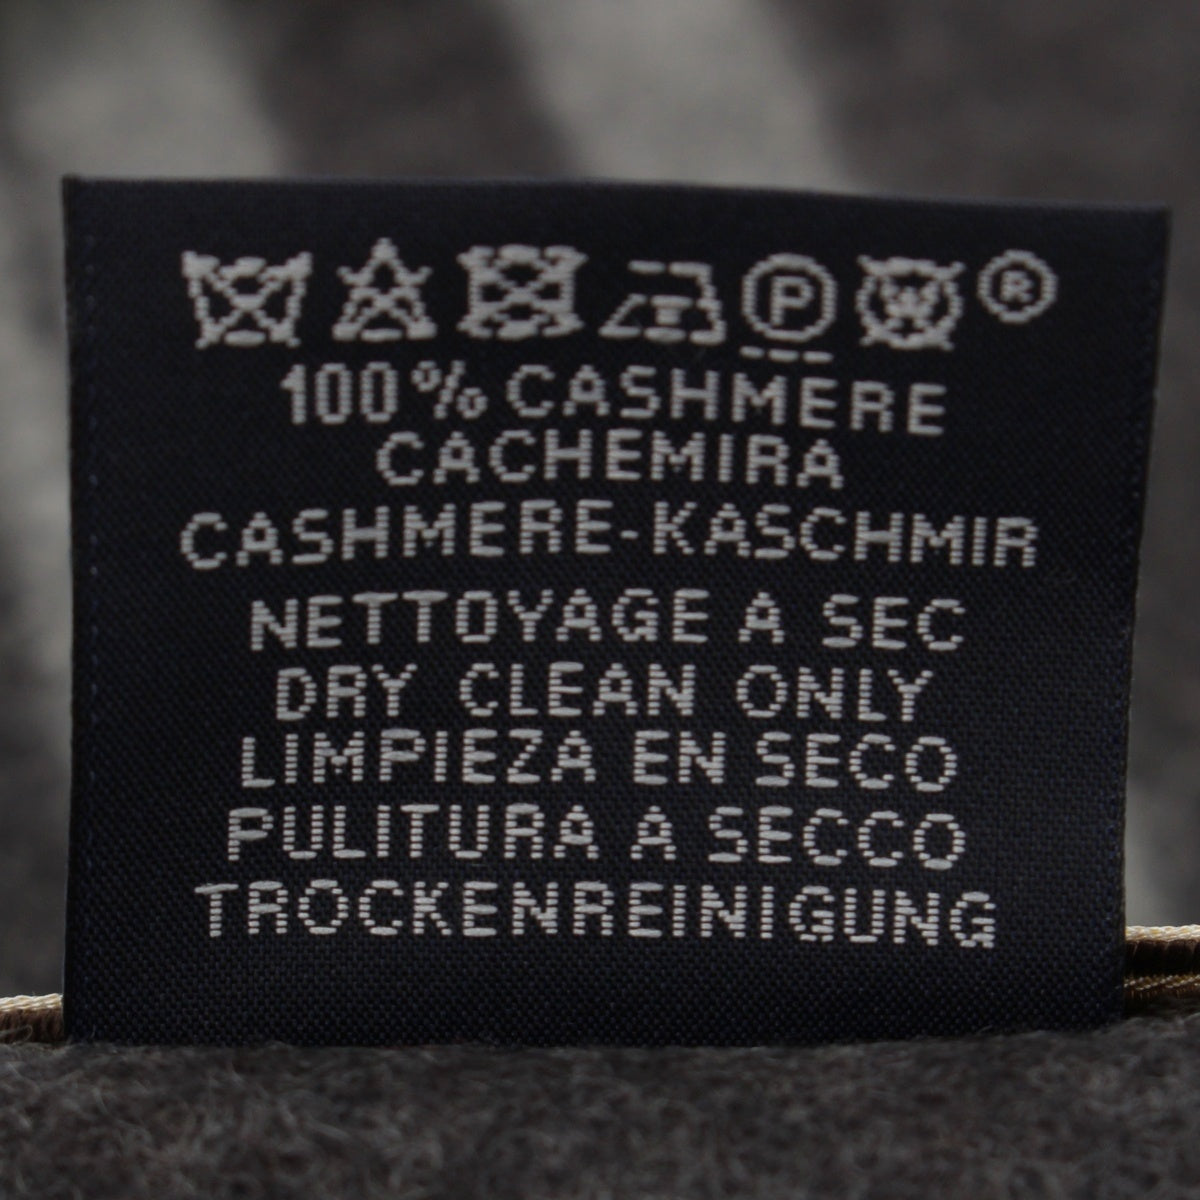 P W ®
100% CASHMERE
CACHEMIRA
CASHMERE-KASCHMIR
NETTOYAGE A SEC
DRY CLEAN ONLY
LIMPIEZA EN SECO
PULITURA A SECCO
TROCKENREINIGUNG